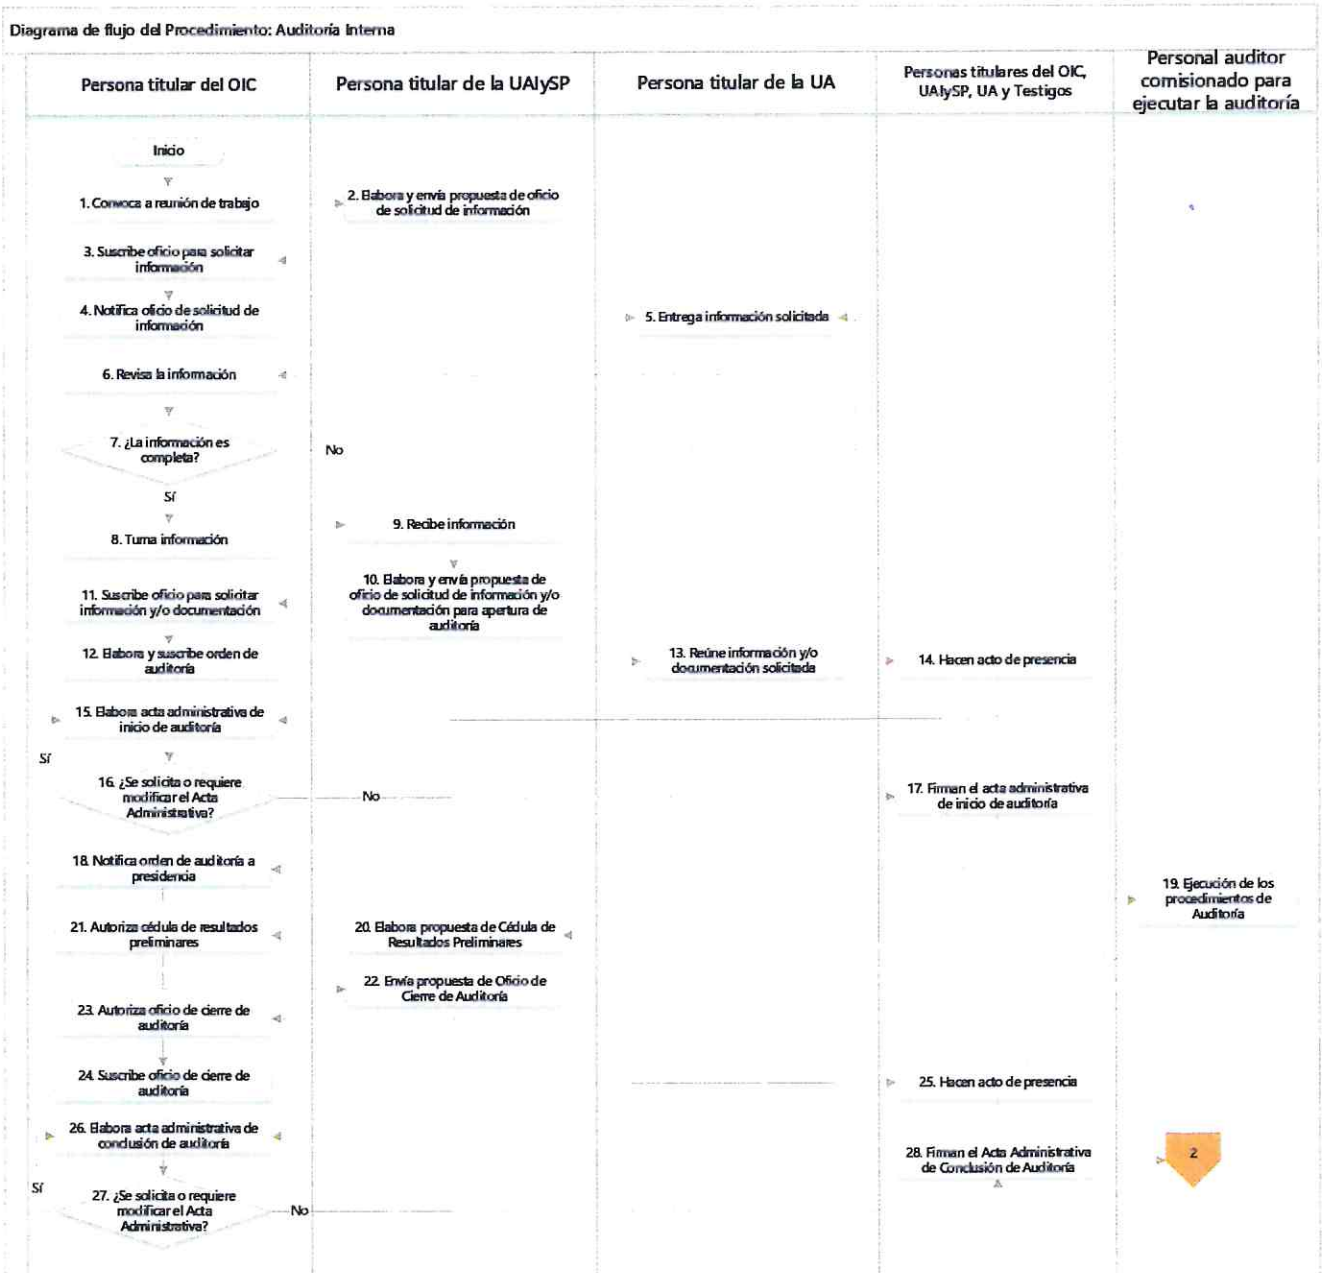 Diagrama de flujo del Procedimiento: Auditoría Interna
Persona titular del OIC
Persona titular de la UAIySP
Persona titular de la UA
Personas titulares del OIC,
UAIySP, UA y Testigos
Personal auditor
comisionado para
ejecutar la auditoría
Inicio
1. Convoca a reunión de trabajo
2. Elabora y envía propuesta de oficio
de solicitud de información
3. Suscribe oficio para solicitar
información
4. Notifica oficio de solicitud de
información
5. Entrega información solicitada
6. Revisa la información
7. ¿La información es
completa?
No
Sí
8. Turna información
9. Recibe información
10. Elabora y envía propuesta de
oficio de solicitud de información y/o
documentación para apertura de
auditoría
11. Suscribe oficio para solicitar
información y/o documentación
12. Elabora y suscribe orden de
auditoría
13. Reúne información y/o
documentación solicitada
14. Hacen acto de presencia
15. Elabora acta administrativa de
inicio de auditoría
Sí
16. ¿Se solicita o requiere
modificar el Acta
Administrativa?
No
17. Firman el acta administrativa
de inicio de auditoría
18. Notifica orden de auditoría a
presidencia
19. Ejecución de los
procedimientos de
Auditoría
21. Autoriza cédula de resultados
preliminares
20. Elabora propuesta de Cédula de
Resultados Preliminares
22. Envía propuesta de Oficio de
Cierre de Auditoría
23. Autoriza oficio de cierre de
auditoría
24. Suscribe oficio de cierre de
auditoría
25. Hacen acto de presencia
26. Elabora acta administrativa de
conclusión de auditoría
28. Firman el Acta Administrativa
de Conclusión de Auditoría
2
Sí
27. ¿Se solicita o requiere
modificar el Acta
Administrativa?
No